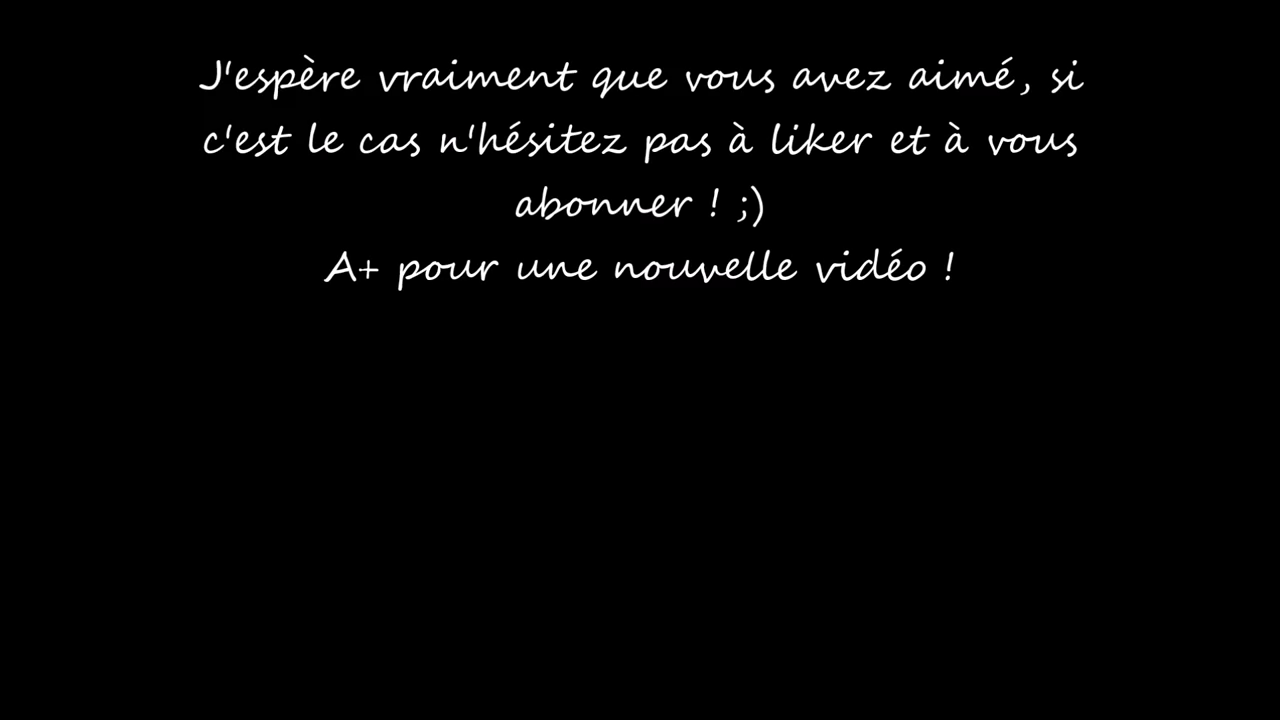 J'espère vraiment que vous avez aimé, si
c'est le cas n'hésitez pas à liker et à vous
abonner ! ;)
A+ pour une nouvelle vidéo !